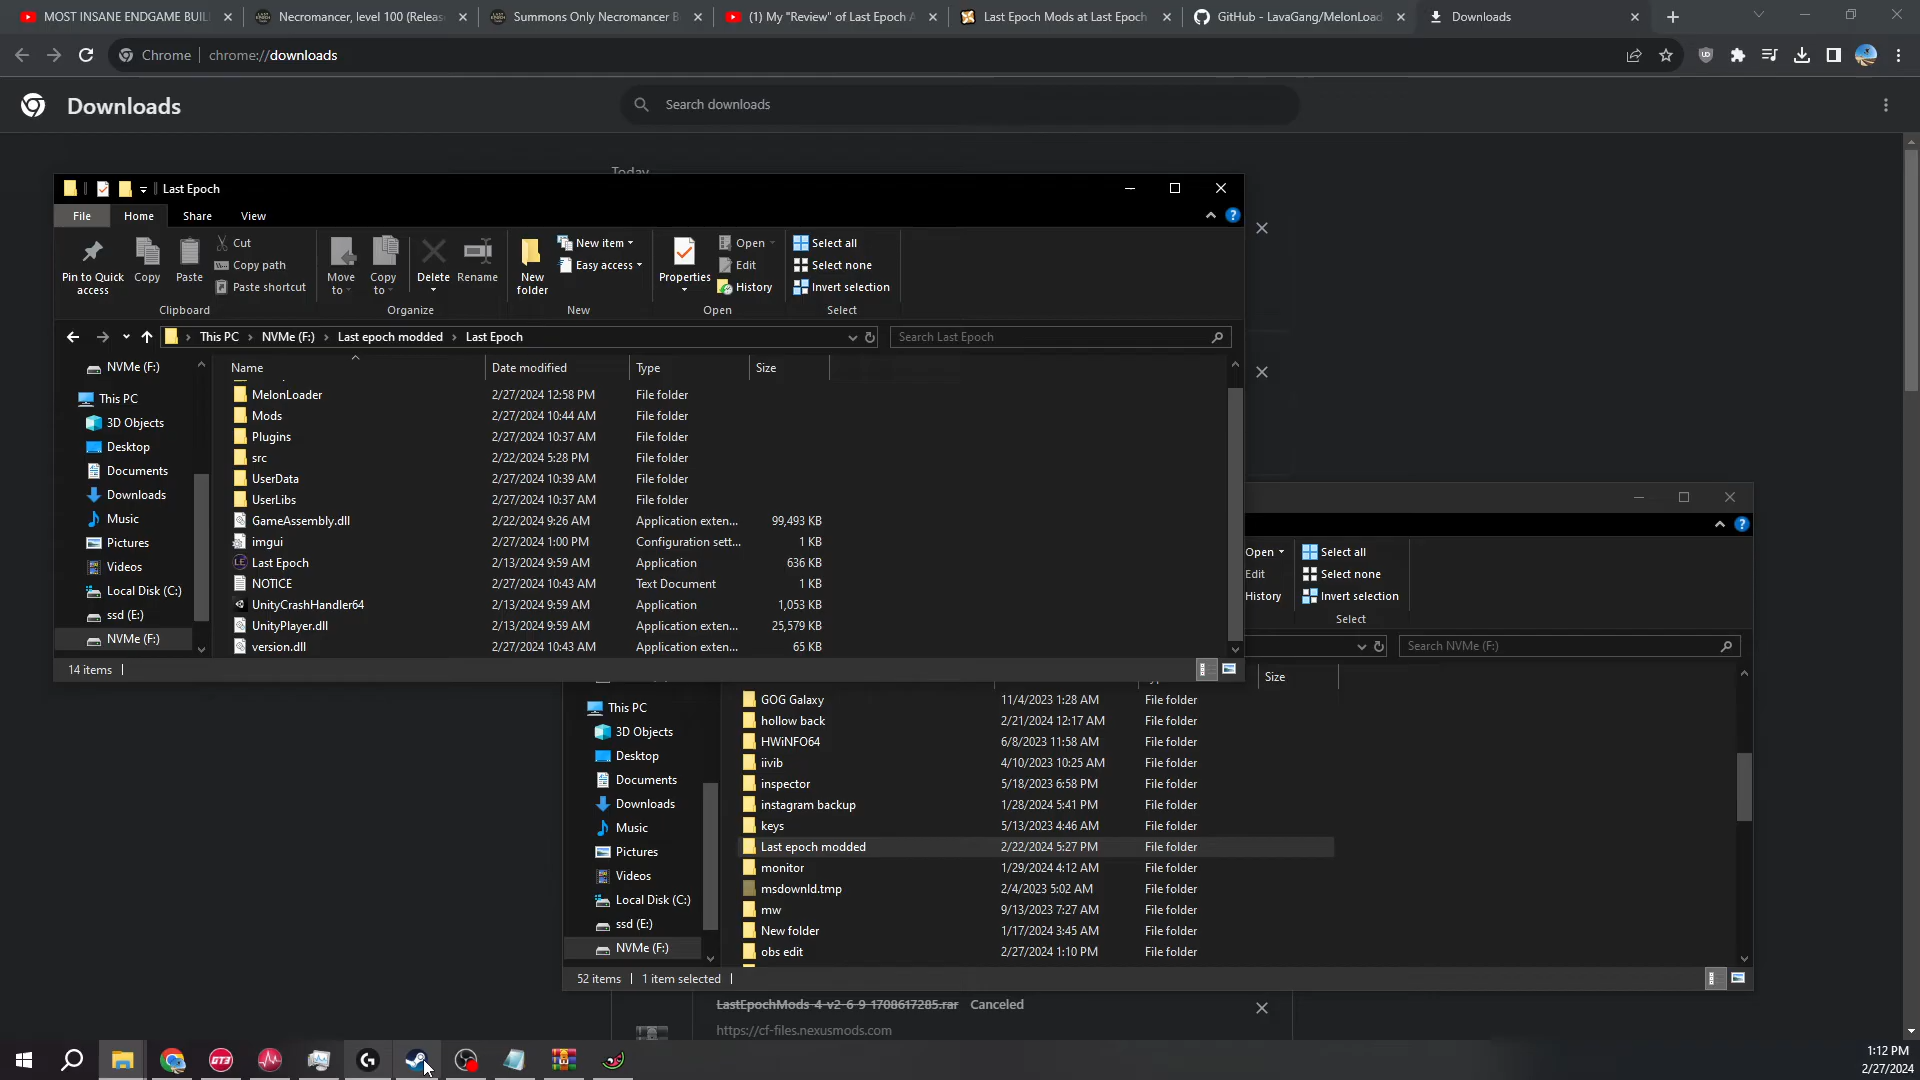 MOST INSANE ENDGAME BUIL
Necromancer, level 100 (Releas
Summons Only Necromancer B
(1) My "Review" of Last Epoch A
Last Epoch Mods at Last Epoch
GitHub - LavaGang/MelonLoad
Downloads
Chrome
chrome://downloads
Downloads
Search downloads
Today
Last Epoch
File
Home
Share
View
Pin to Quick access
Copy
Paste
Cut
Copy path
Paste shortcut
Clipboard
Move to
Copy to
Delete
Rename
Organize
New folder
New item
Easy access
New
Properties
Open
Edit
History
Open
Select all
Select none
Invert selection
Select
This PC
NVMe (F:)
Last epoch modded
Last Epoch
Search Last Epoch
NVMe (F:)
This PC
3D Objects
Desktop
Documents
Downloads
Music
Pictures
Videos
Local Disk (C:)
ssd (E:)
NVMe (F:)
Name Date modified Type Size
MelonLoader 2/27/2024 12:58 PM File folder
Mods 2/27/2024 10:44 AM File folder
Plugins 2/27/2024 10:37 AM File folder
src 2/22/2024 5:28 PM File folder
UserData 2/27/2024 10:39 AM File folder
UserLibs 2/27/2024 10:37 AM File folder
GameAssembly.dll 2/22/2024 9:26 AM Application exten... 99,493 KB
imgui 2/27/2024 1:00 PM Configuration sett... 1 KB
Last Epoch 2/13/2024 9:59 AM Application 636 KB
NOTICE 2/27/2024 10:43 AM Text Document 1 KB
UnityCrashHandler64 2/13/2024 9:59 AM Application 1,053 KB
UnityPlayer.dll 2/13/2024 9:59 AM Application exten... 25,579 KB
version.dll 2/27/2024 10:43 AM Application exten... 65 KB
14 items
Open
Edit
History
Select all
Select none
Invert selection
Select
Search NVMe (F:)
Size
This PC
3D Objects
Desktop
Documents
Downloads
Music
Pictures
Videos
Local Disk (C:)
ssd (E:)
NVMe (F:)
GOG Galaxy 11/4/2023 1:28 AM File folder
hollow back 2/21/2024 12:17 AM File folder
HWiNFO64 6/8/2023 11:58 AM File folder
iivib 4/10/2023 10:25 AM File folder
inspector 5/18/2023 6:58 PM File folder
instagram backup 1/28/2024 5:41 PM File folder
keys 5/13/2023 4:46 AM File folder
Last epoch modded 2/22/2024 5:27 PM File folder
monitor 1/29/2024 4:12 AM File folder
msdownld.tmp 2/4/2023 5:02 AM File folder
mw 9/13/2023 7:27 AM File folder
New folder 1/17/2024 3:45 AM File folder
obs edit 2/27/2024 1:10 PM File folder
52 items 1 item selected
LastEpochMods-4-v2-6-9-1708617285.rar Canceled
https://cf-files.nexusmods.com
GT3
1:12 PM
2/27/2024